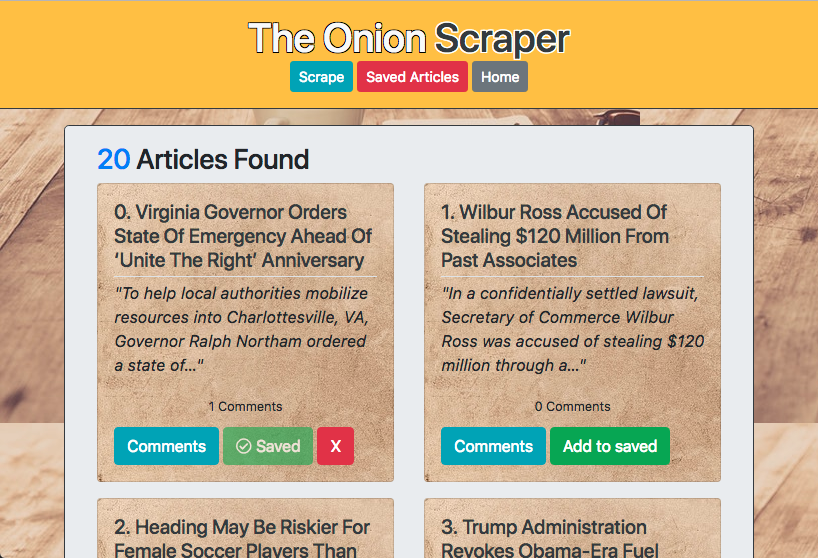 The Onion Scraper
Scrape Saved Articles Home
20 Articles Found
0. Virginia Governor Orders
State Of Emergency Ahead Of
‘Unite The Right’ Anniversary
"To help local authorities mobilize
resources into Charlottesville, VA,
Governor Ralph Northam ordered
a state of..."
1 Comments
Comments Saved X
1. Wilbur Ross Accused Of
Stealing $120 Million From
Past Associates
"In a confidentially settled lawsuit,
Secretary of Commerce Wilbur
Ross was accused of stealing $120
million through a..."
0 Comments
Comments Add to saved
2. Heading May Be Riskier For
Female Soccer Players Than
3. Trump Administration
Revokes Obama-Era Fuel